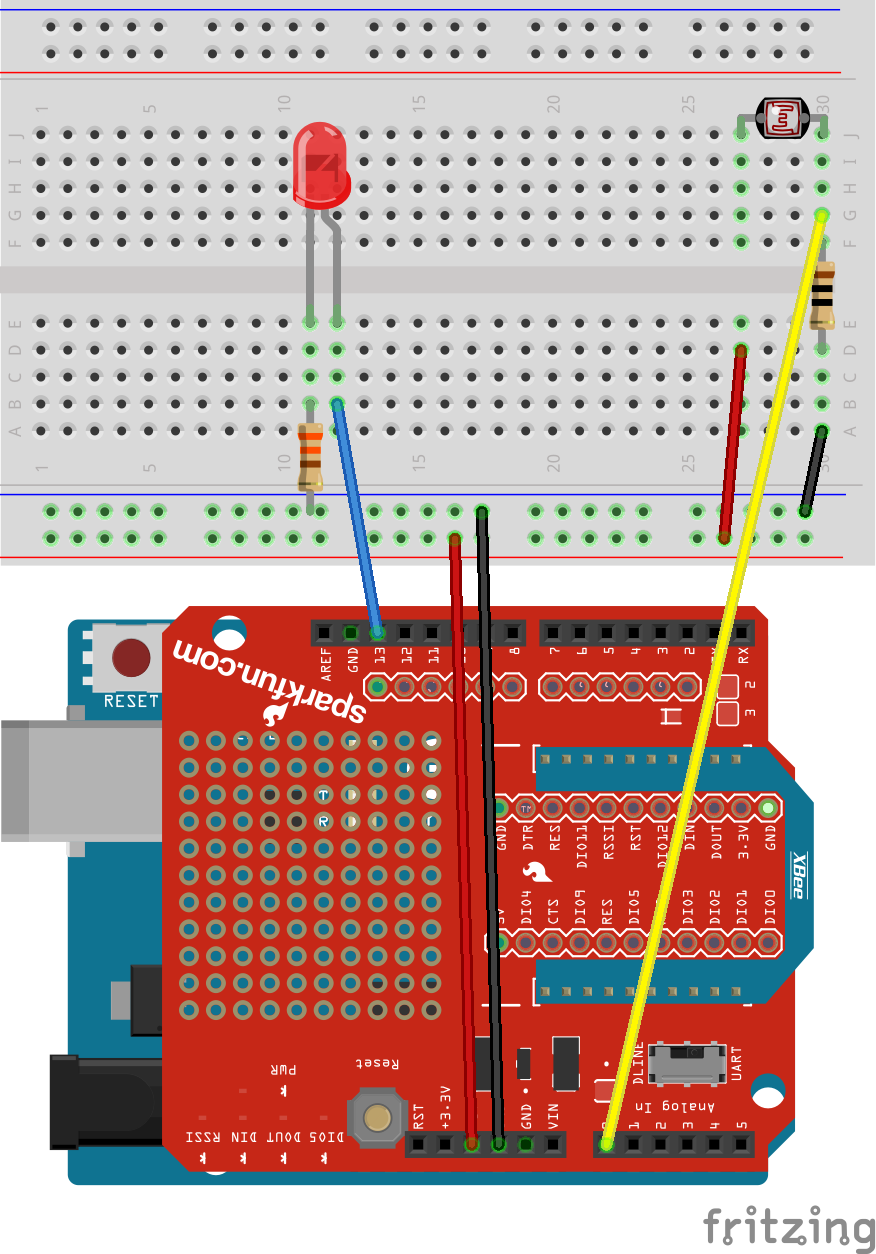 1 5 10 15 20 25 30
J J
I I
H H
G G
F F
E E
D D
C C
B B
A A
1 5 10 15 20 25 30
AREF GND 13 12 11 8 7 6 5 4 3 2 RX
RESET
sparkfun.com
2
3
T
R
GND DTR RES DIO11 RSSI RST DIO12 DIN DOUT 3.3V GND
XBee
5V DIO4 CTS DIO9 RES DIO5 DIO3 DIO2 DIO1 DIO0
PWR
Reset
DLINE
UART
Analog In
RSSI DIN DOUT DIO5
RST +3.3V GND VIN 1 2 3 4 5
fritzing